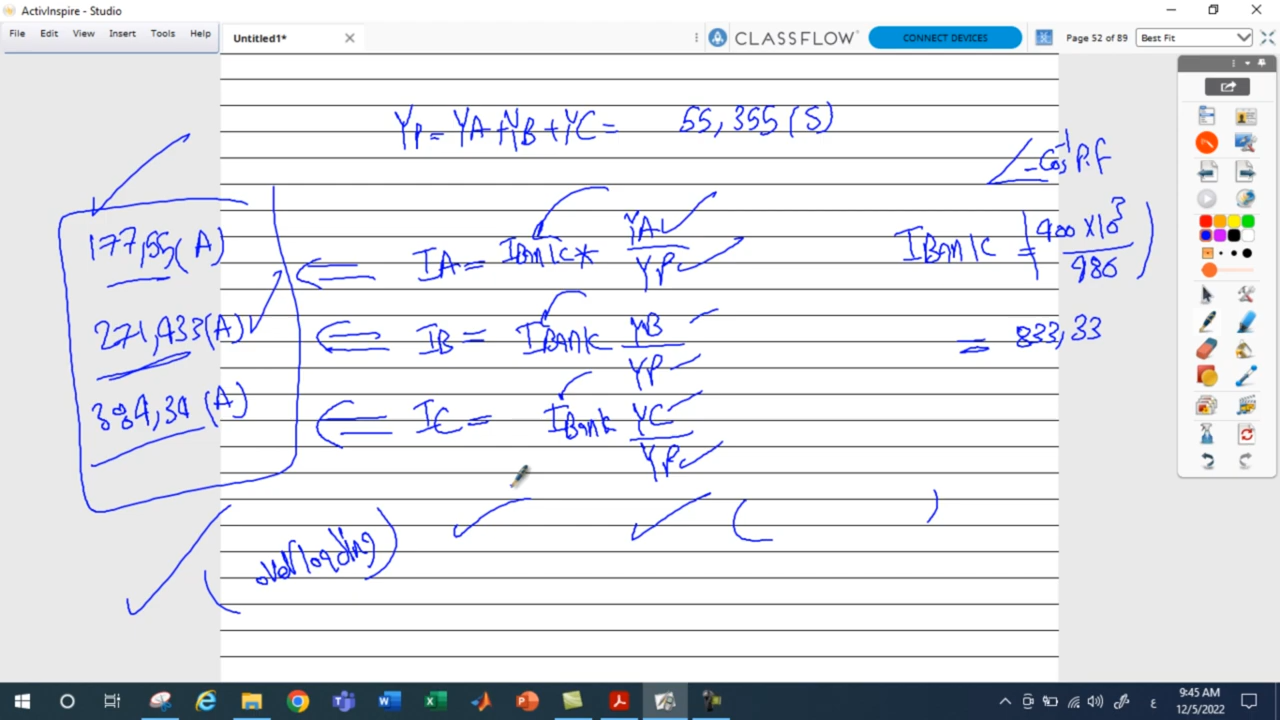 ActivInspire - Studio
File Edit View Insert Tools Help
Untitled1*
CLASSFLOW
CONNECT DEVICES
Page 52 of 89
Best Fit
YP = YA + YB + YC = 55,355 (S)
-Cos⁻¹ P.f
177,55 (A)
IA = IBANK * YA / YP
IBANK = 400 X10³ / 480
271,433 (A)
IB = IBANK YB / YP
= 833,33
384,34 (A)
IC = IBank YC / YP
(overloading)
9:45 AM
12/5/2022